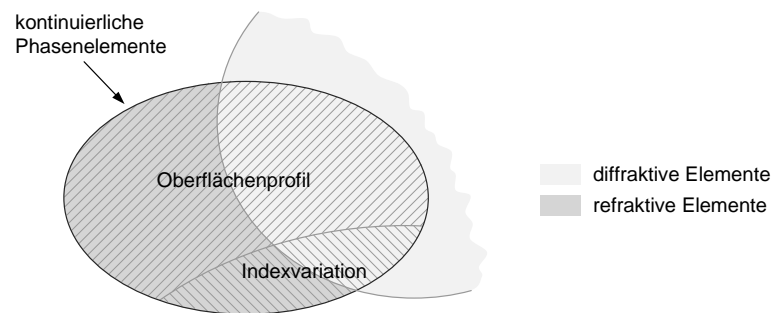 kontinuierliche
Phasenelemente
Oberflächenprofil
Indexvariation
diffraktive Elemente
refraktive Elemente